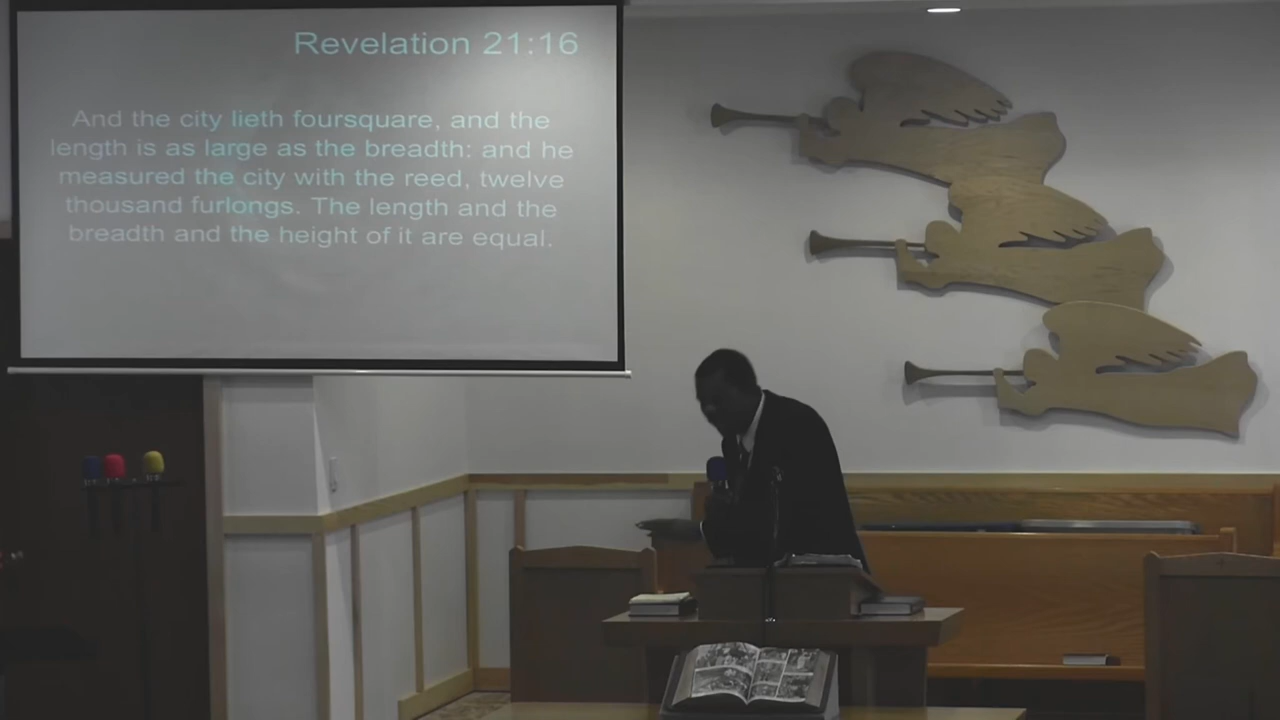 Revelation 21:16
And the city lieth foursquare, and the
length is as large as the breadth: and he
measured the city with the reed, twelve
thousand furlongs. The length and the
breadth and the height of it are equal.